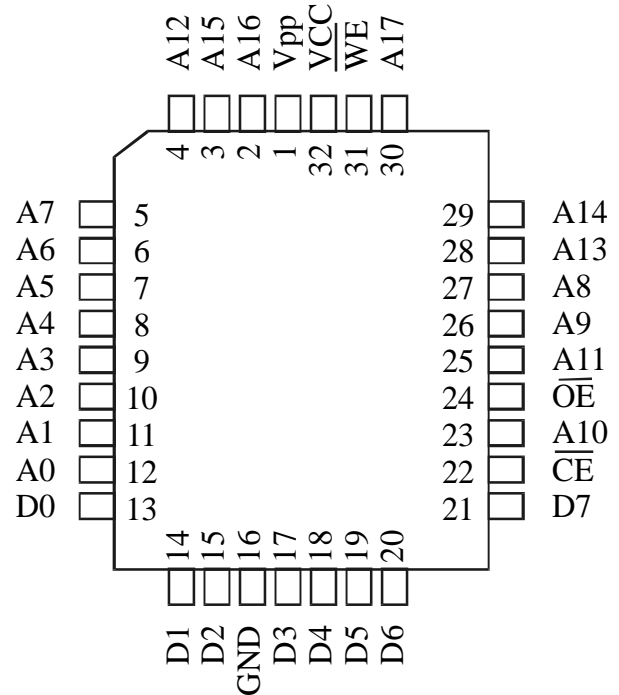 A12 A15 A16 Vpp VCC WE A17
4 3 2 1 32 31 30
A7 5 29 A14
A6 6 28 A13
A5 7 27 A8
A4 8 26 A9
A3 9 25 A11
A2 10 24 OE
A1 11 23 A10
A0 12 22 CE
D0 13 21 D7
14 15 16 17 18 19 20
D1 D2 GND D3 D4 D5 D6